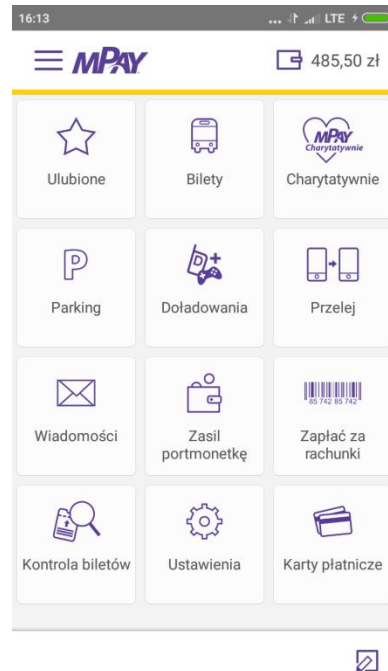 16:13 ... LTE
mPAY 485,50 zł
Ulubione
Bilety
mPAY
Charytatywnie
Charytatywnie
P
Parking
D+
Doładowania
Przelej
Wiadomości
Zasil
portmonetkę
85 742 85 742
Zapłać za
rachunki
Kontrola biletów
Ustawienia
Karty płatnicze